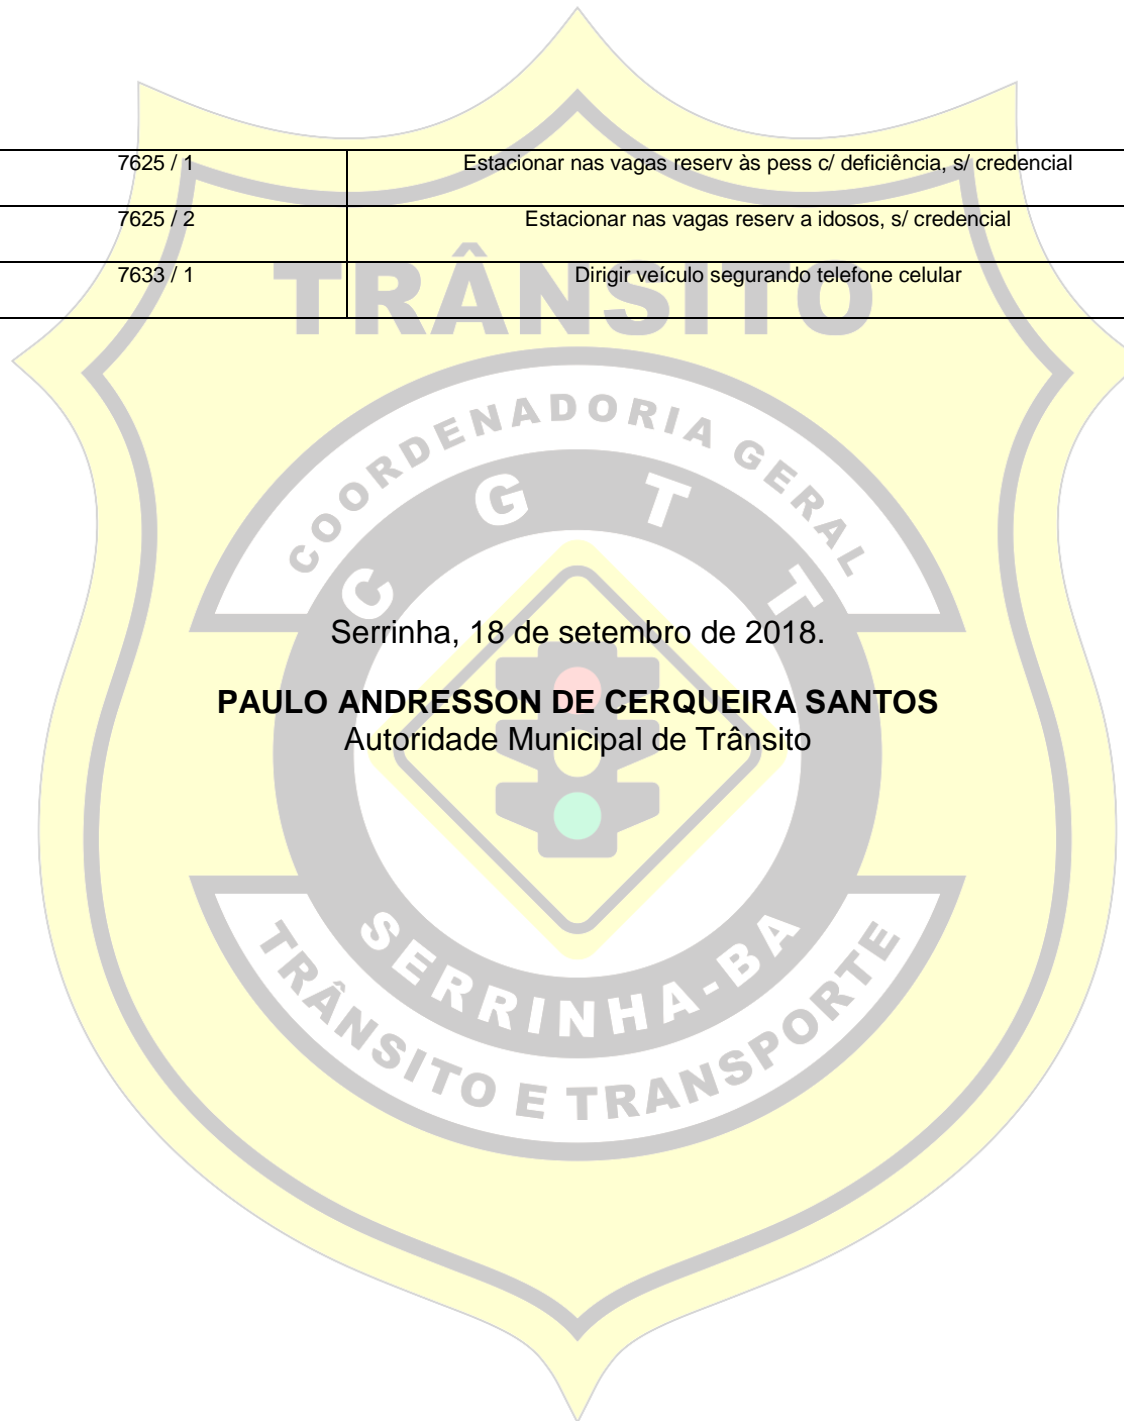 7625 / 1 Estacionar nas vagas reserv às pess c/ deficiência, s/ credencial
7625 / 2 Estacionar nas vagas reserv a idosos, s/ credencial
7633 / 1 Dirigir veículo segurando telefone celular
TRÂNSITO
COORDENADORIA GERAL
C G T T
Serrinha, 18 de setembro de 2018.
PAULO ANDRESSON DE CERQUEIRA SANTOS
Autoridade Municipal de Trânsito
SERRINHA-BA
TRÂNSITO E TRANSPORTE